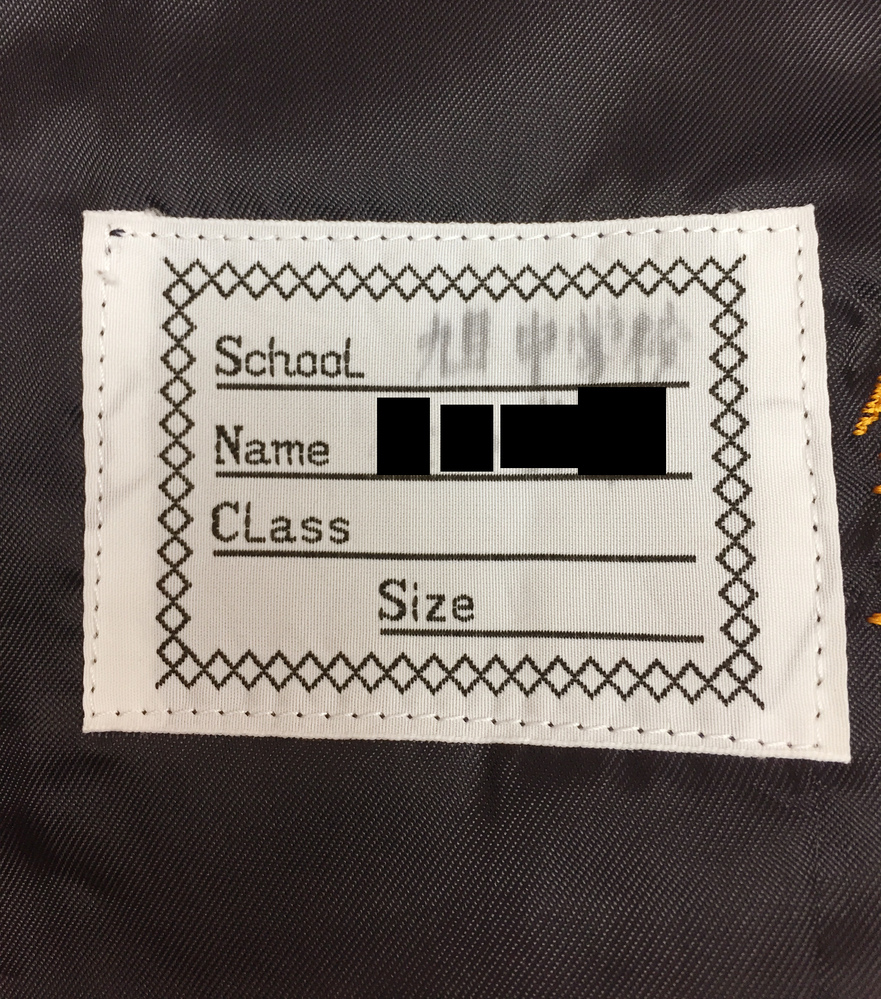 School 旭中学校
Name
Class
Size